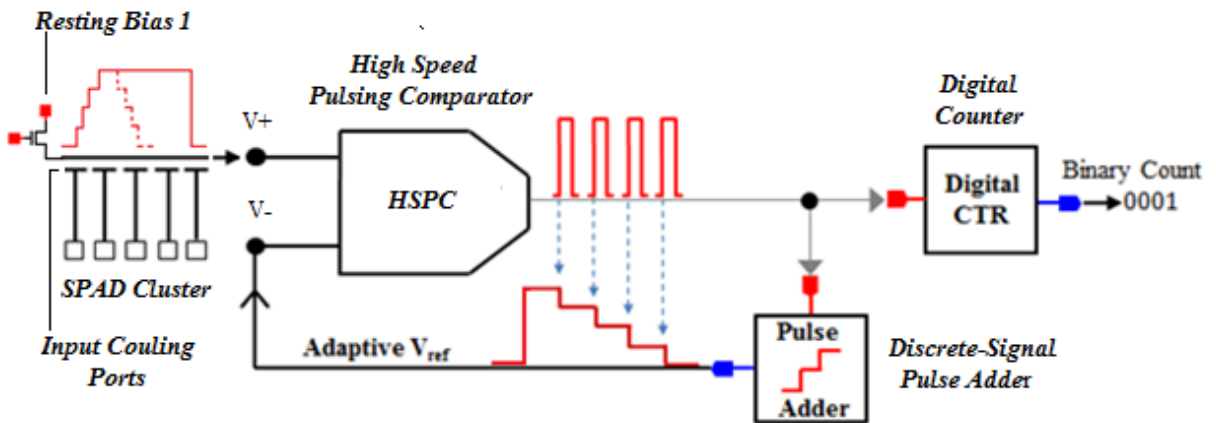 Resting Bias 1
High Speed
Pulsing Comparator
Digital
Counter
V+
V-
HSPC
Digital
CTR
Binary Count
0001
SPAD Cluster
Input Couling
Ports
Adaptive Vref
Pulse
Adder
Discrete-Signal
Pulse Adder